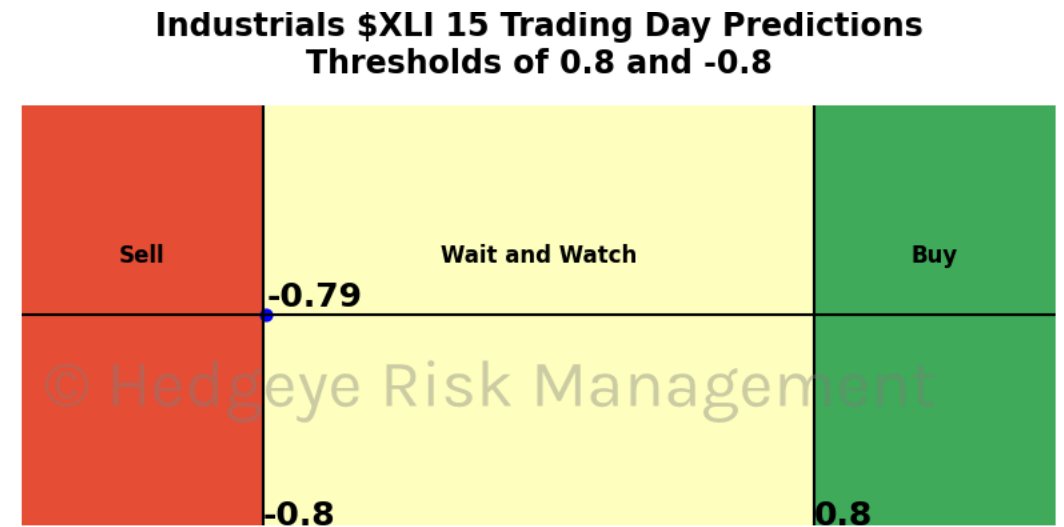 Industrials $XLI 15 Trading Day Predictions
Thresholds of 0.8 and -0.8
Sell Wait and Watch Buy
-0.79
© Hedgeye Risk Management
-0.8 0.8